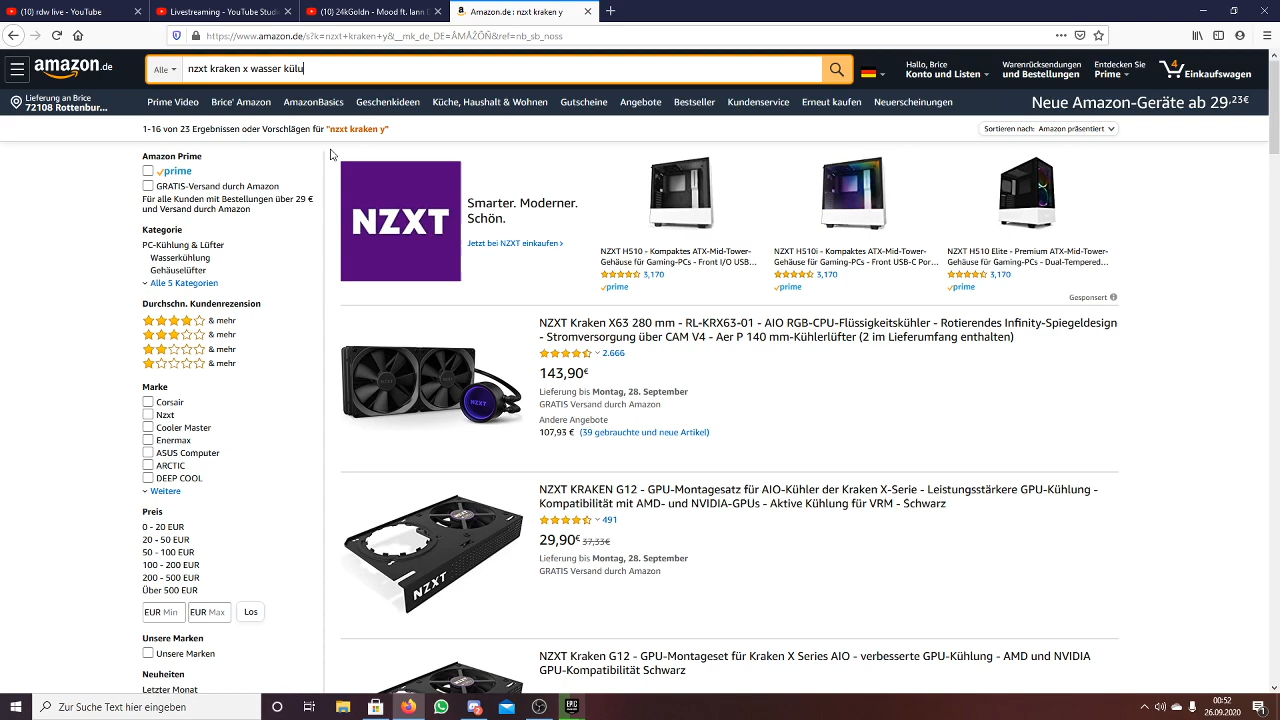 (10) rdw live - YouTube
Livestreaming - YouTube Studi
(10) 24kGoldn - Mood ft. Iann D
Amazon.de : nzxt kraken y
https://www.amazon.de/s?k=nzxt+kraken+y&__mk_de_DE=ÅMÅŽÕÑ&ref=nb_sb_noss
amazon.de
Alle
nzxt kraken x wasser külu
Hallo, Brice
Konto und Listen
Warenrücksendungen
und Bestellungen
Entdecken Sie
Prime
4
Einkaufswagen
Lieferung an Brice
72108 Rottenbur...
Prime Video
Brice' Amazon
AmazonBasics
Geschenkideen
Küche, Haushalt & Wohnen
Gutscheine
Angebote
Bestseller
Kundenservice
Erneut kaufen
Neuerscheinungen
Neue Amazon-Geräte ab 29,23€
1-16 von 23 Ergebnissen oder Vorschlägen für "nzxt kraken y"
Sortieren nach: Amazon präsentiert
Amazon Prime
prime
GRATIS-Versand durch Amazon
Für alle Kunden mit Bestellungen über 29 €
und Versand durch Amazon
Kategorie
PC-Kühlung & Lüfter
Wasserkühlung
Gehäuselüfter
Alle 5 Kategorien
Durchschn. Kundenrezension
& mehr
& mehr
& mehr
& mehr
Marke
Corsair
Nzxt
Cooler Master
Enermax
ASUS Computer
ARCTIC
DEEP COOL
Weitere
Preis
0 - 20 EUR
20 - 50 EUR
50 - 100 EUR
100 - 200 EUR
200 - 500 EUR
Über 500 EUR
EUR Min
EUR Max
Los
Unsere Marken
Unsere Marken
Neuheiten
Letzter Monat
NZXT
Smarter. Moderner.
Schön.
Jetzt bei NZXT einkaufen ›
NZXT H510 - Kompaktes ATX-Mid-Tower-
Gehäuse für Gaming-PCs - Front I/O USB...
3,170
prime
NZXT H510i - Kompaktes ATX-Mid-Tower-
Gehäuse für Gaming-PCs - Front USB-C Por...
3,170
prime
NZXT H510 Elite - Premium ATX-Mid-Tower-
Gehäuse für Gaming-PCs - Dual-Tempered...
3,170
prime
Gesponsert
NZXT Kraken X63 280 mm - RL-KRX63-01 - AIO RGB-CPU-Flüssigkeitskühler - Rotierendes Infinity-Spiegeldesign
- Stromversorgung über CAM V4 - Aer P 140 mm-Kühlerlüfter (2 im Lieferumfang enthalten)
2.666
143,90€
Lieferung bis Montag, 28. September
GRATIS Versand durch Amazon
Andere Angebote
107,93 € (39 gebrauchte und neue Artikel)
NZXT
NZXT KRAKEN G12 - GPU-Montagesatz für AIO-Kühler der Kraken X-Serie - Leistungsstärkere GPU-Kühlung -
Kompatibilität mit AMD- und NVIDIA-GPUs - Aktive Kühlung für VRM - Schwarz
491
29,90€ 37,33€
Lieferung bis Montag, 28. September
GRATIS Versand durch Amazon
NZXT
NZXT Kraken G12 - GPU-Montageset für Kraken X Series AIO - verbesserte GPU-Kühlung - AMD und NVIDIA
GPU-Kompatibilität Schwarz
Zur Suche Text hier eingeben
EPIC
00:52
26.09.2020
1